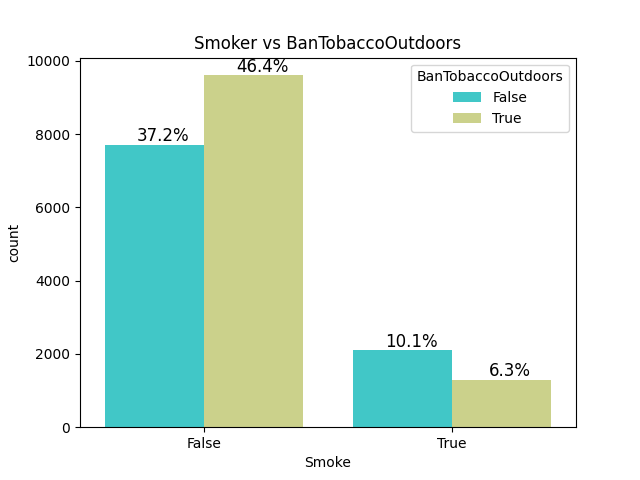 Smoker vs BanTobaccoOutdoors
count
10000
8000
6000
4000
2000
0
37.2%
46.4%
10.1%
6.3%
BanTobaccoOutdoors
False
True
False
True
Smoke